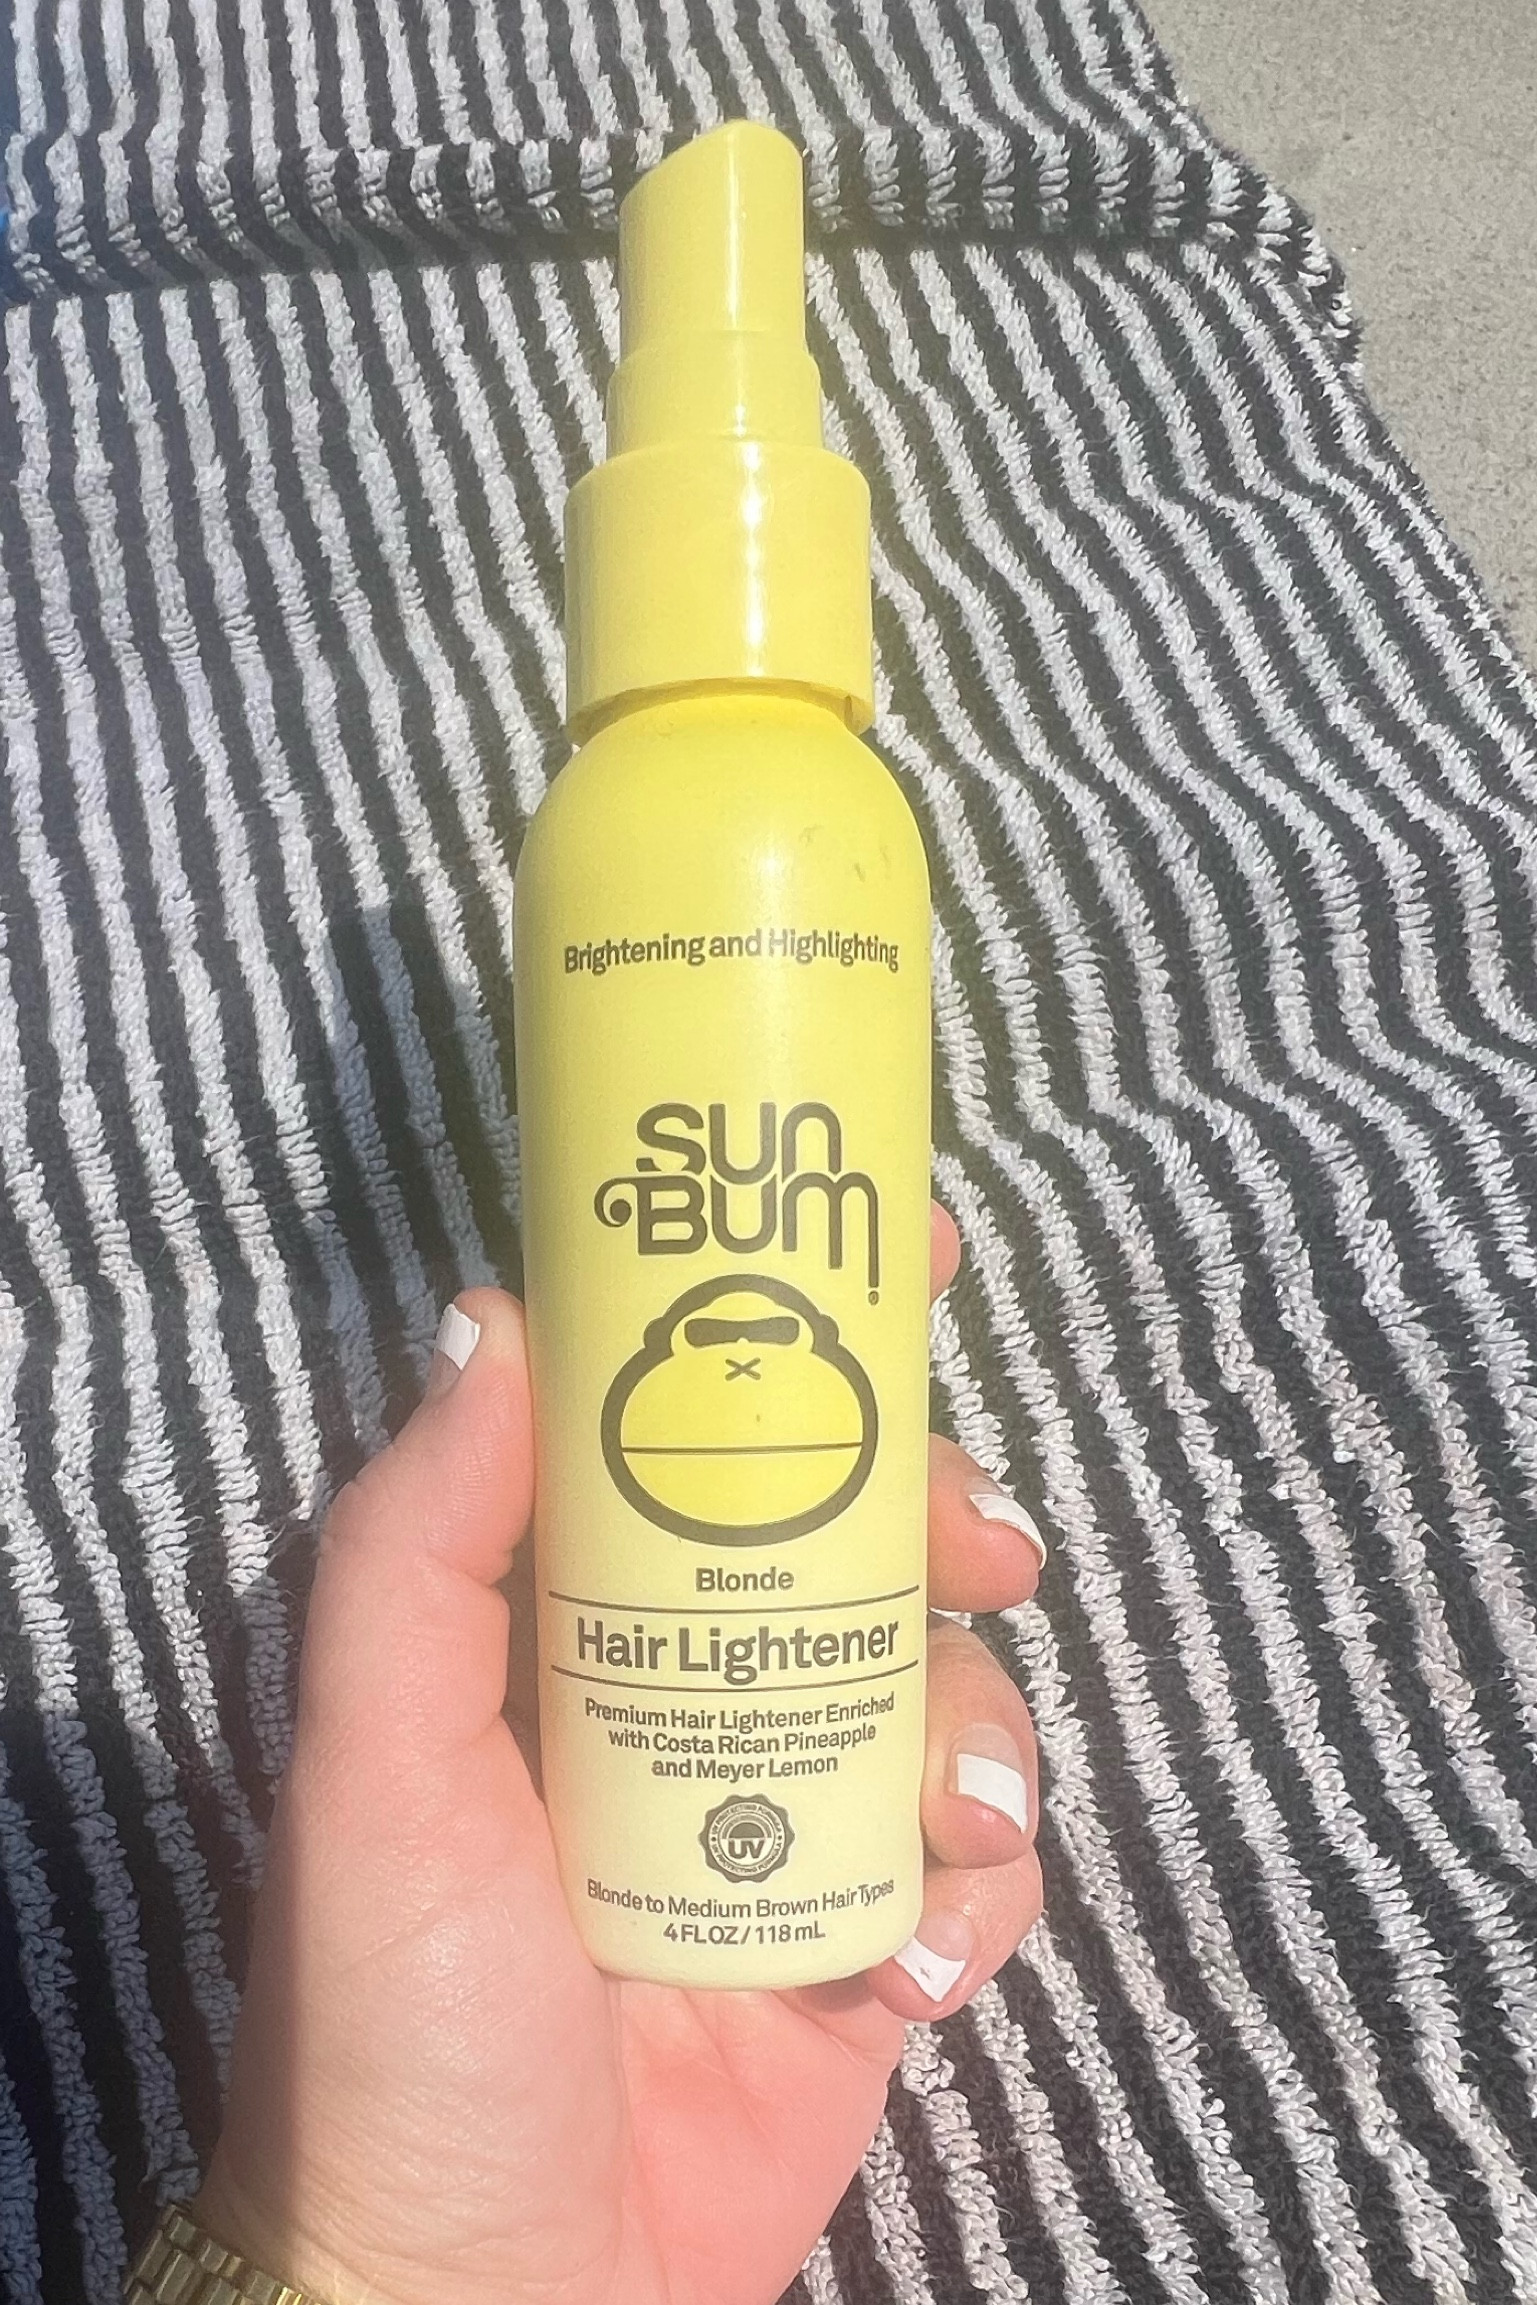 Brightening and Highlighting
sun
BUM
®
Blonde
Hair Lightener
Premium Hair Lightener Enriched
with Costa Rican Pineapple
and Meyer Lemon
UV
Blonde to Medium Brown Hair Types
4 FL OZ / 118 mL